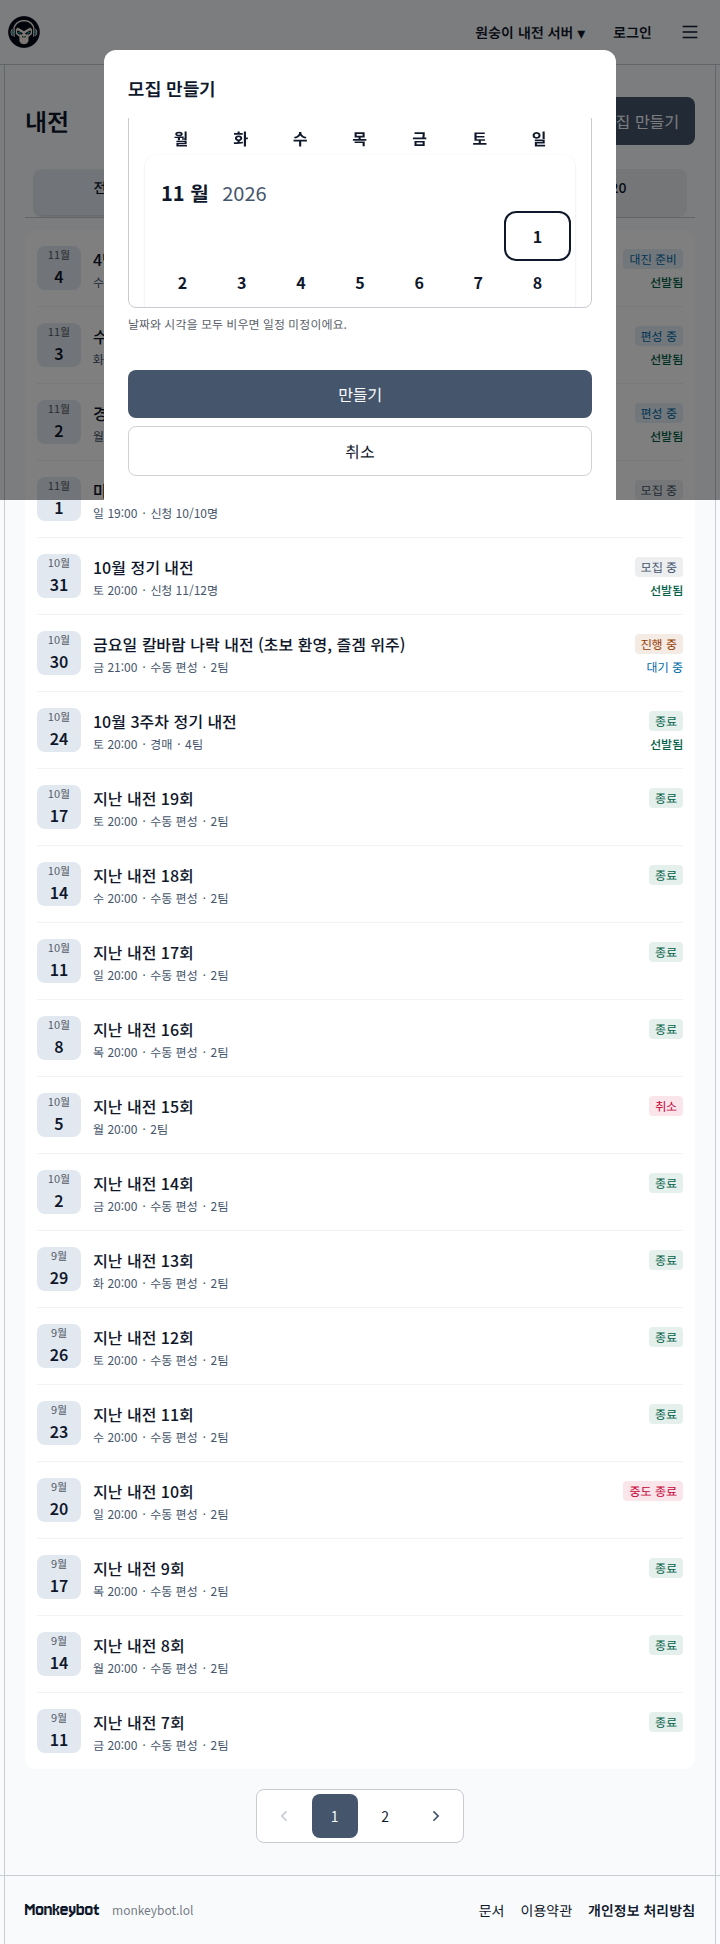 원숭이 내전 서버 ▾ 로그인
모집 만들기
내전
집 만들기
월 화 수 목 금 토 일
11 월 2026
1
2 3 4 5 6 7 8
날짜와 시각을 모두 비우면 일정 미정이에요.
만들기
취소
11월
4
대진 준비
선발됨
11월
3
편성 중
선발됨
11월
2
편성 중
선발됨
11월
1
모집 중
일 19:00 · 신청 10/10명
10월
31
10월 정기 내전
토 20:00 · 신청 11/12명
모집 중
선발됨
10월
30
금요일 칼바람 나락 내전 (초보 환영, 즐겜 위주)
금 21:00 · 수동 편성 · 2팀
진행 중
대기 중
10월
24
10월 3주차 정기 내전
토 20:00 · 경매 · 4팀
종료
선발됨
10월
17
지난 내전 19회
토 20:00 · 수동 편성 · 2팀
종료
10월
14
지난 내전 18회
수 20:00 · 수동 편성 · 2팀
종료
10월
11
지난 내전 17회
일 20:00 · 수동 편성 · 2팀
종료
10월
8
지난 내전 16회
목 20:00 · 수동 편성 · 2팀
종료
10월
5
지난 내전 15회
월 20:00 · 2팀
취소
10월
2
지난 내전 14회
금 20:00 · 수동 편성 · 2팀
종료
9월
29
지난 내전 13회
화 20:00 · 수동 편성 · 2팀
종료
9월
26
지난 내전 12회
토 20:00 · 수동 편성 · 2팀
종료
9월
23
지난 내전 11회
수 20:00 · 수동 편성 · 2팀
종료
9월
20
지난 내전 10회
일 20:00 · 수동 편성 · 2팀
중도 종료
9월
17
지난 내전 9회
목 20:00 · 수동 편성 · 2팀
종료
9월
14
지난 내전 8회
월 20:00 · 수동 편성 · 2팀
종료
9월
11
지난 내전 7회
금 20:00 · 수동 편성 · 2팀
종료
1 2
Monkeybot monkeybot.lol
문서 이용약관 개인정보 처리방침